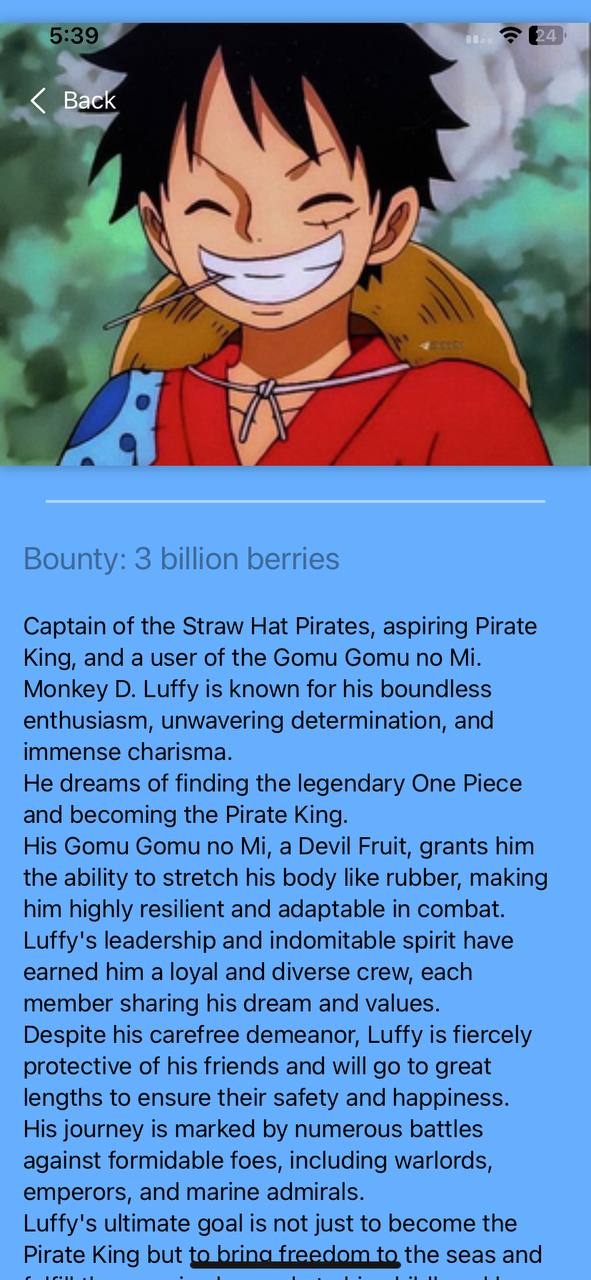 5:39
24
Back
Bounty: 3 billion berries
Captain of the Straw Hat Pirates, aspiring Pirate
King, and a user of the Gomu Gomu no Mi.
Monkey D. Luffy is known for his boundless
enthusiasm, unwavering determination, and
immense charisma.
He dreams of finding the legendary One Piece
and becoming the Pirate King.
His Gomu Gomu no Mi, a Devil Fruit, grants him
the ability to stretch his body like rubber, making
him highly resilient and adaptable in combat.
Luffy's leadership and indomitable spirit have
earned him a loyal and diverse crew, each
member sharing his dream and values.
Despite his carefree demeanor, Luffy is fiercely
protective of his friends and will go to great
lengths to ensure their safety and happiness.
His journey is marked by numerous battles
against formidable foes, including warlords,
emperors, and marine admirals.
Luffy's ultimate goal is not just to become the
Pirate King but to bring freedom to the seas and